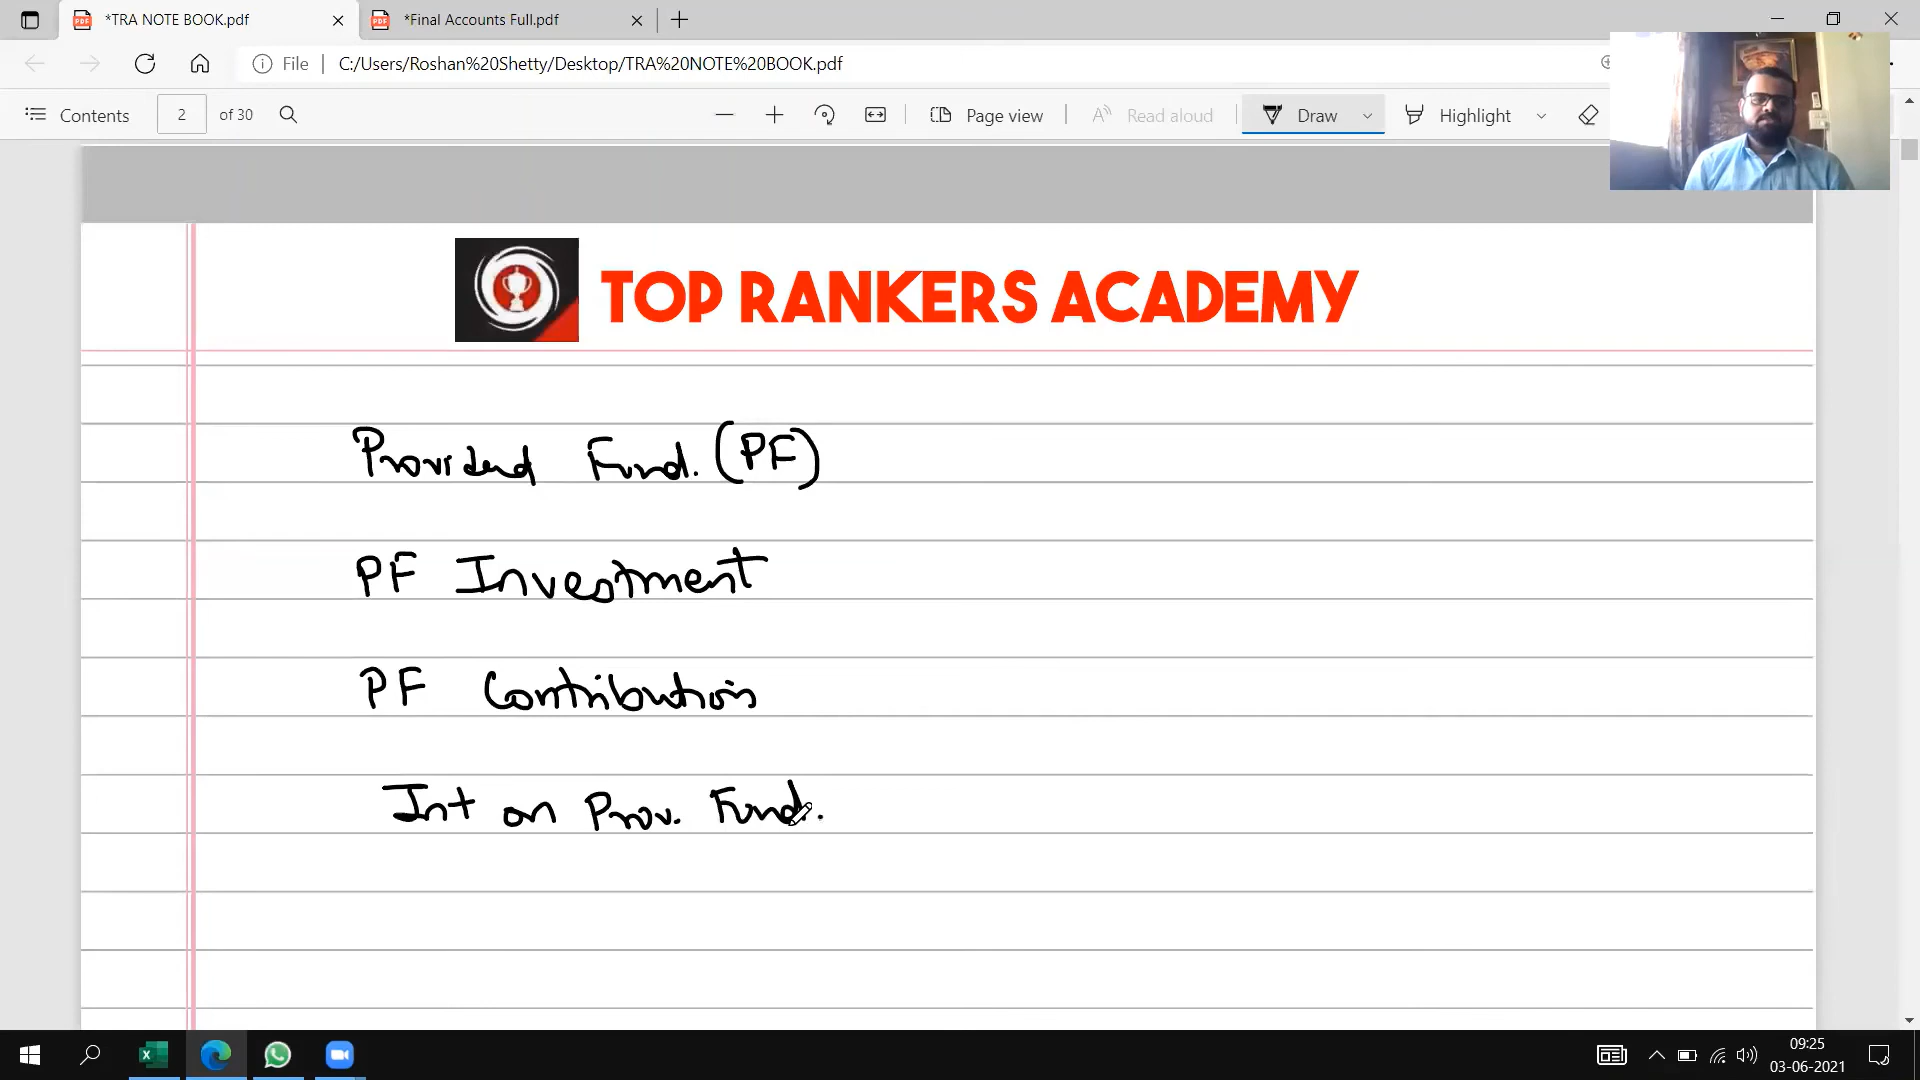 *TRA NOTE BOOK.pdf
*Final Accounts Full.pdf
File
C:/Users/Roshan%20Shetty/Desktop/TRA%20NOTE%20BOOK.pdf
Contents
2
of 30
Page view
Read aloud
Draw
Highlight
TOP RANKERS ACADEMY
Provided Fund. (PF)
PF Investment
PF Contribution
Int on Prov. Fund.
09:25
03-06-2021